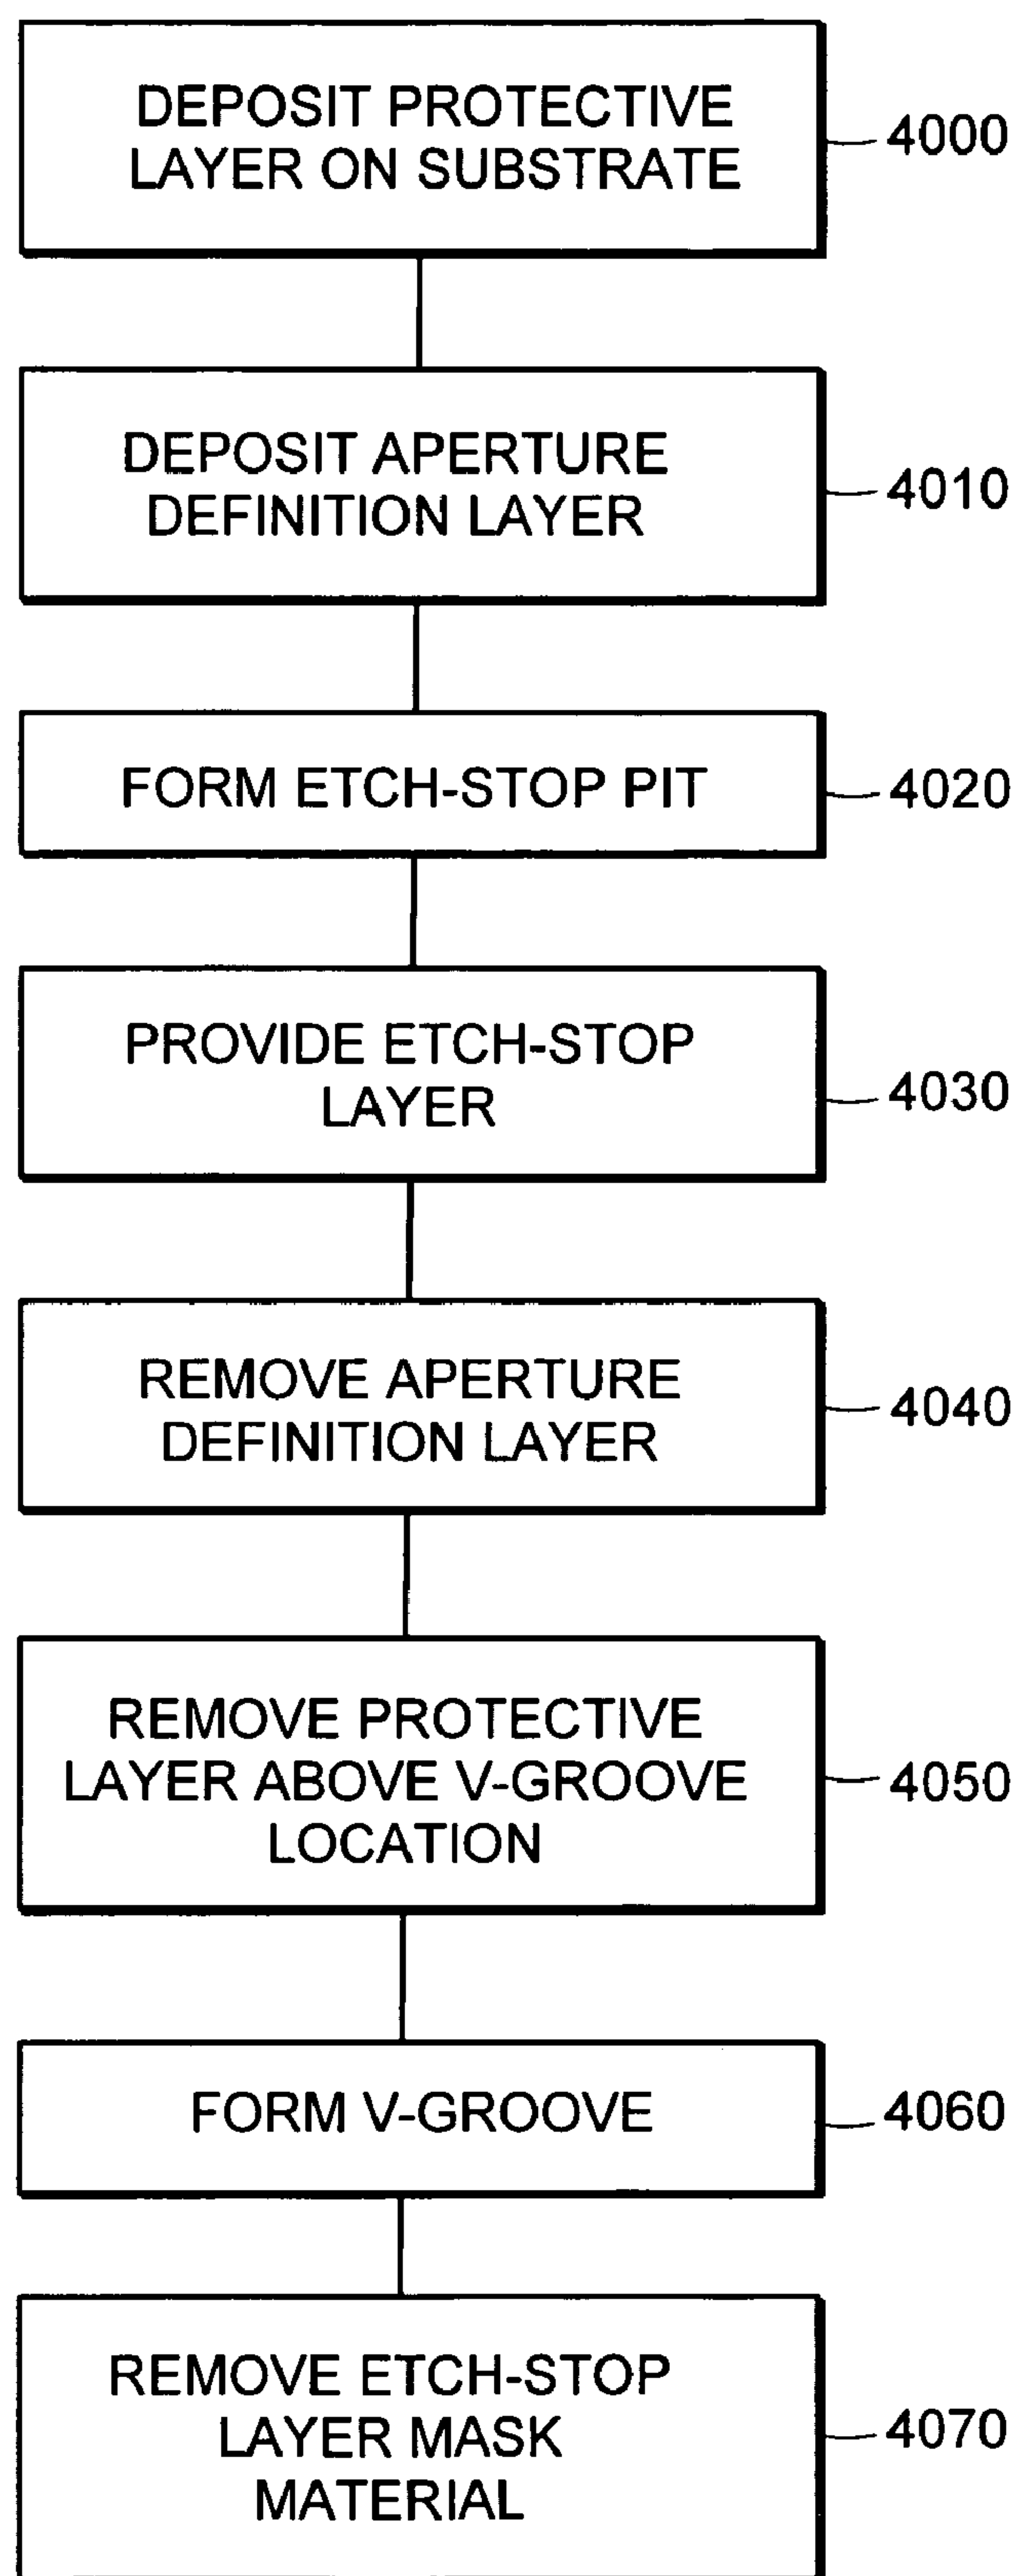 DEPOSIT PROTECTIVE
LAYER ON SUBSTRATE
4000
DEPOSIT APERTURE
DEFINITION LAYER
4010
FORM ETCH-STOP PIT
4020
PROVIDE ETCH-STOP
LAYER
4030
REMOVE APERTURE
DEFINITION LAYER
4040
REMOVE PROTECTIVE
LAYER ABOVE V-GROOVE
LOCATION
4050
FORM V-GROOVE
4060
REMOVE ETCH-STOP
LAYER MASK
MATERIAL
4070